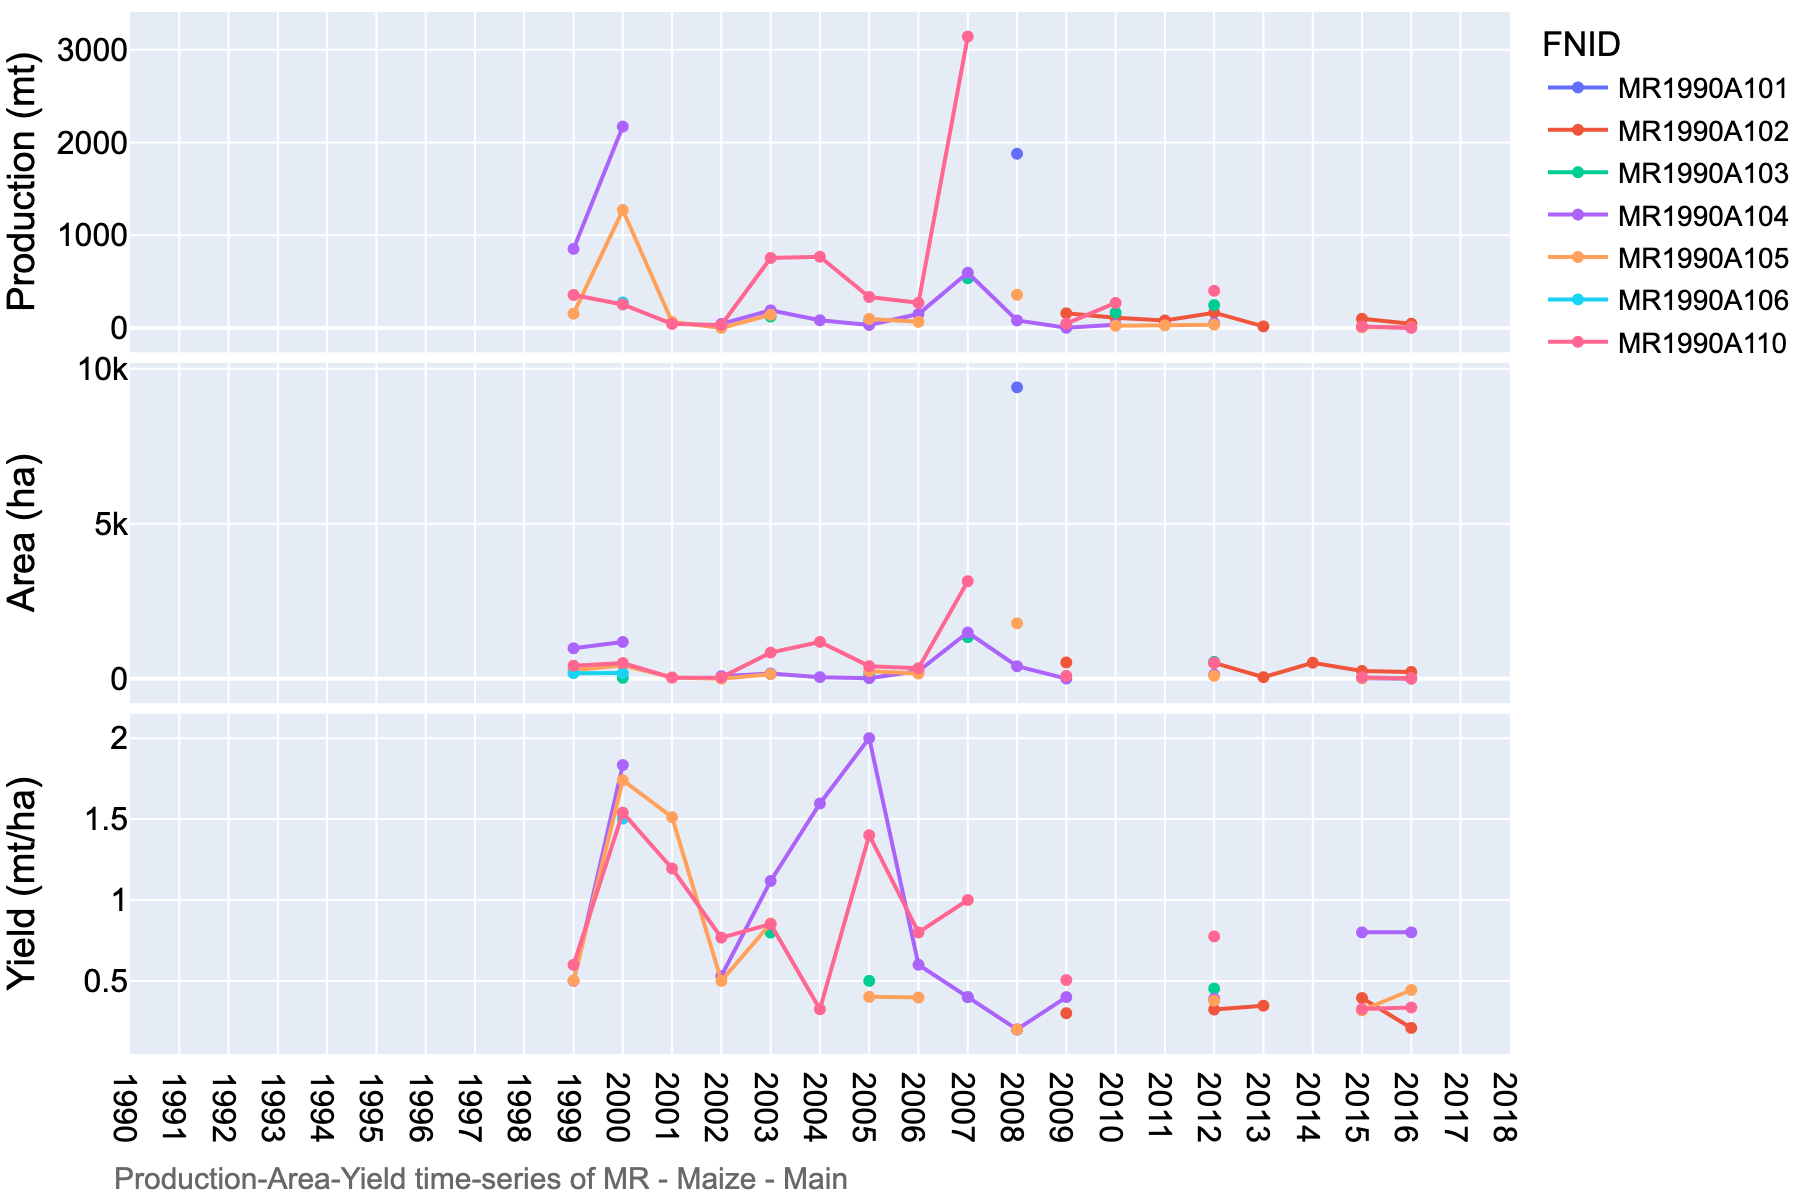 Production (mt)
3000
2000
1000
0
Area (ha)
10k
5k
0
Yield (mt/ha)
2
1.5
1
0.5
1990
1991
1992
1993
1994
1995
1996
1997
1998
1999
2000
2001
2002
2003
2004
2005
2006
2007
2008
2009
2010
2011
2012
2013
2014
2015
2016
2017
2018
Production-Area-Yield time-series of MR - Maize - Main
FNID
MR1990A101
MR1990A102
MR1990A103
MR1990A104
MR1990A105
MR1990A106
MR1990A110